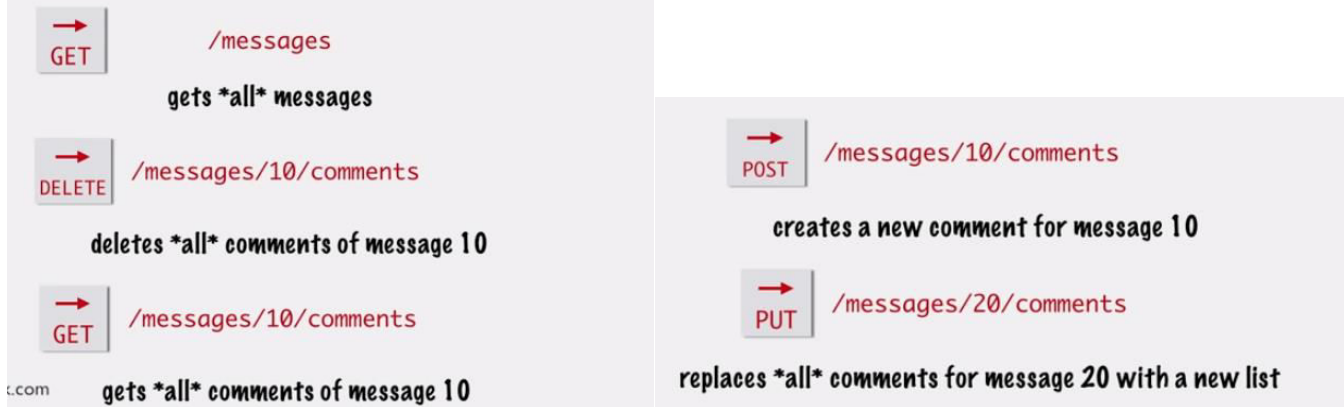 GET
/messages
gets *all* messages
DELETE
/messages/10/comments
deletes *all* comments of message 10
GET
/messages/10/comments
gets *all* comments of message 10
.com
POST
/messages/10/comments
creates a new comment for message 10
PUT
/messages/20/comments
replaces *all* comments for message 20 with a new list